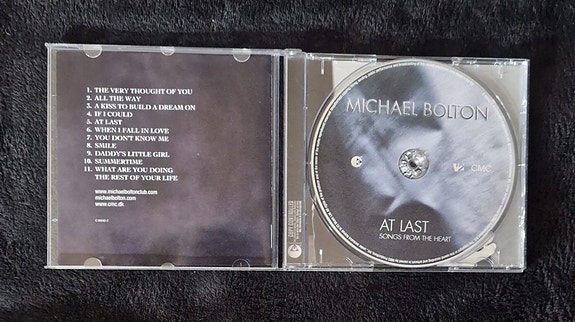 1. THE VERY THOUGHT OF YOU
2. ALL THE WAY
3. A KISS TO BUILD A DREAM ON
4. IF I COULD
5. AT LAST
6. WHEN I FALL IN LOVE
7. YOU DON'T KNOW ME
8. SMILE
9. DADDY'S LITTLE GIRL
10. SUMMERTIME
11. WHAT ARE YOU DOING
THE REST OF YOUR LIFE
www.michaelboltonclub.com
michaelbolton.com
www.cmc.dk
MICHAEL BOLTON
CMC
AT LAST
SONGS FROM THE HEART
COPY CONTROLLED